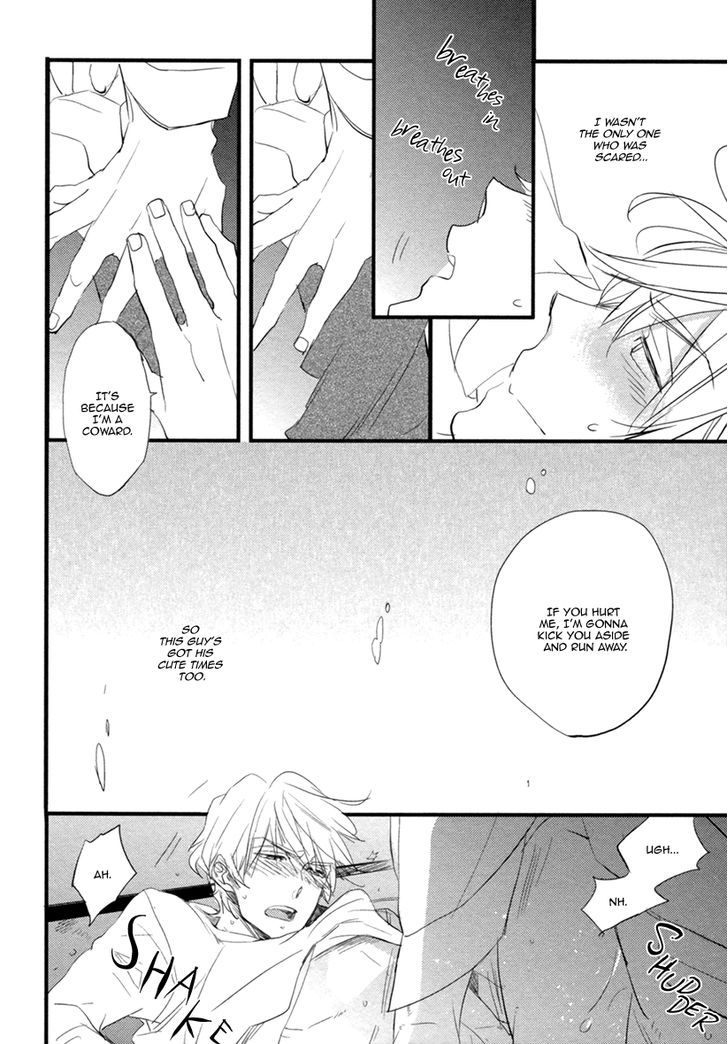 I WASN'T
THE ONLY ONE
WHO WAS
SCARED...
breathes in
breathes out
IT'S
BECAUSE
I'M A
COWARD.
IF YOU HURT
ME, I'M GONNA
KICK YOU ASIDE
AND RUN AWAY.
SO
THIS GUY'S
GOT HIS
CUTE TIMES
TOO.
UGH...
NH.
SHUDDER
AH.
SHAKE